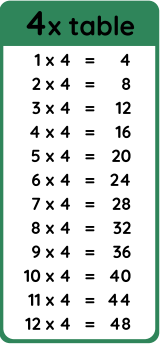 4x table
1 x 4 = 4
2 x 4 = 8
3 x 4 = 12
4 x 4 = 16
5 x 4 = 20
6 x 4 = 24
7 x 4 = 28
8 x 4 = 32
9 x 4 = 36
10 x 4 = 40
11 x 4 = 44
12 x 4 = 48